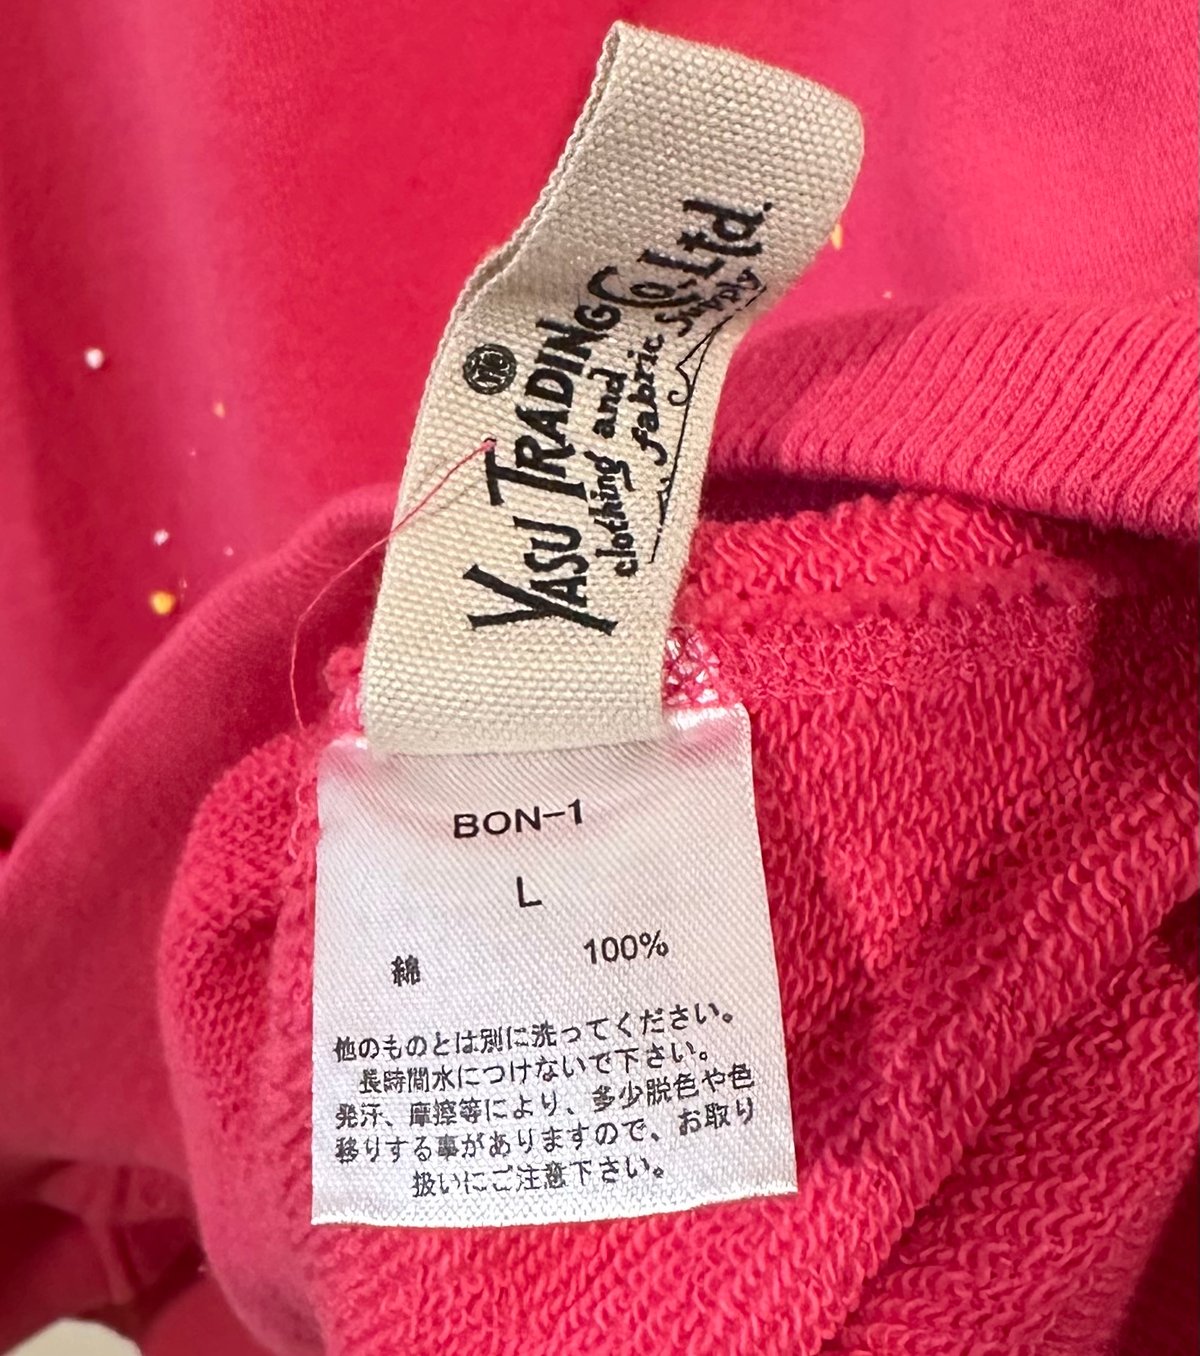 YASU TRADING Co.,Ltd.
clothing and fabric supply
BON-1
L
綿 100%
他のものとは別に洗ってください。
長時間水につけないで下さい。
発汗、摩擦等により、多少脱色や色
移りする事がありますので、お取り
扱いにご注意下さい。